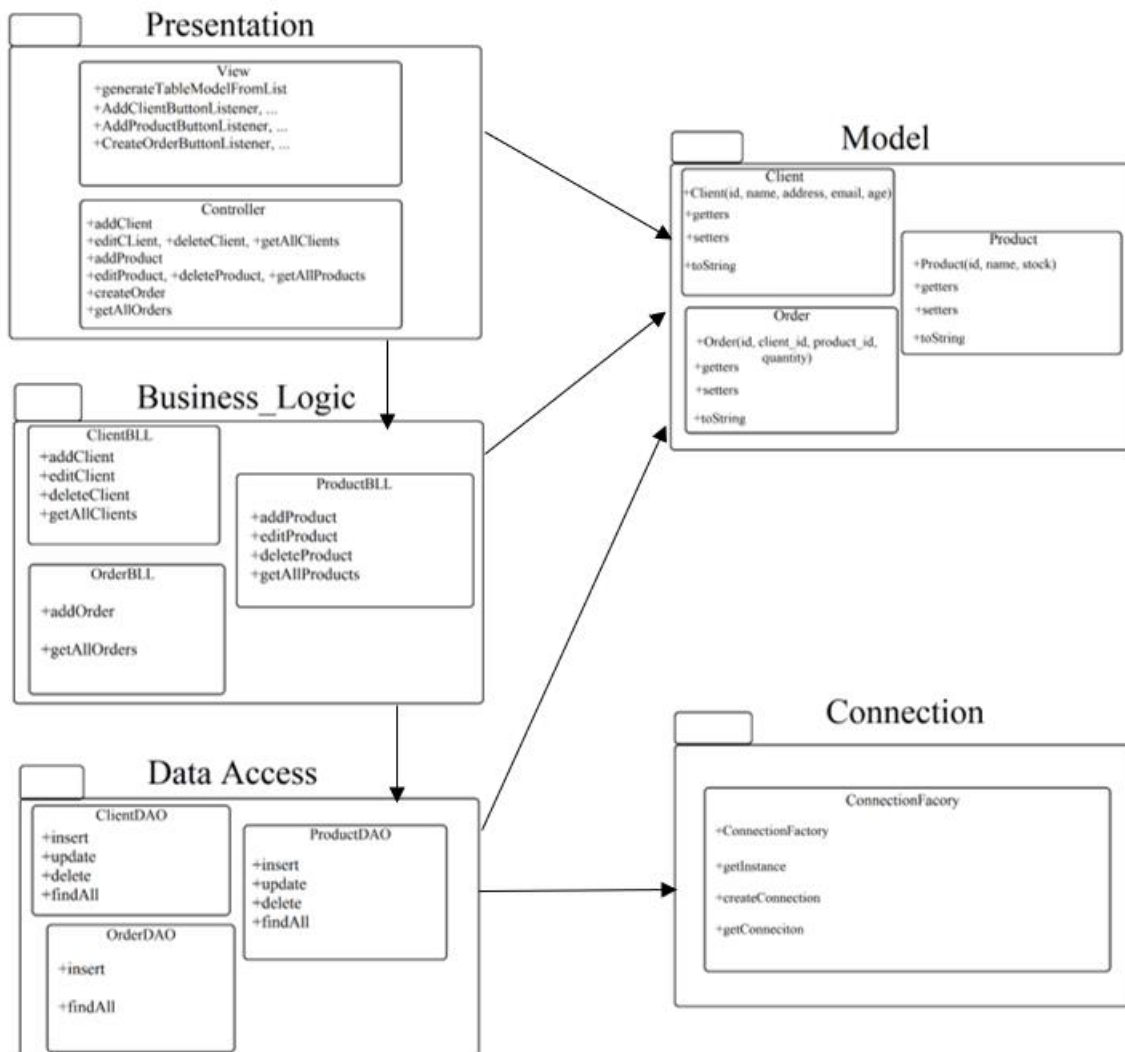 Presentation
View
+generateTableModelFromList
+AddClientButtonListener, ...
+AddProductButtonListener, ...
+CreateOrderButtonListener, ...
Controller
+addClient
+editCLient, +deleteClient, +getAllClients
+addProduct
+editProduct, +deleteProduct, +getAllProducts
+createOrder
+getAllOrders
Model
Client
+Client(id, name, address, email, age)
+getters
+setters
+toString
Product
+Product(id, name, stock)
+getters
+setters
+toString
Order
+Order(id, client_id, product_id,
quantity)
+getters
+setters
+toString
Business_Logic
ClientBLL
+addClient
+editClient
+deleteClient
+getAllClients
ProductBLL
+addProduct
+editProduct
+deleteProduct
+getAllProducts
OrderBLL
+addOrder
+getAllOrders
Data Access
ClientDAO
+insert
+update
+delete
+findAll
ProductDAO
+insert
+update
+delete
+findAll
OrderDAO
+insert
+findAll
Connection
ConnectionFacory
+ConnectionFactory
+getInstance
+createConnection
+getConneciton